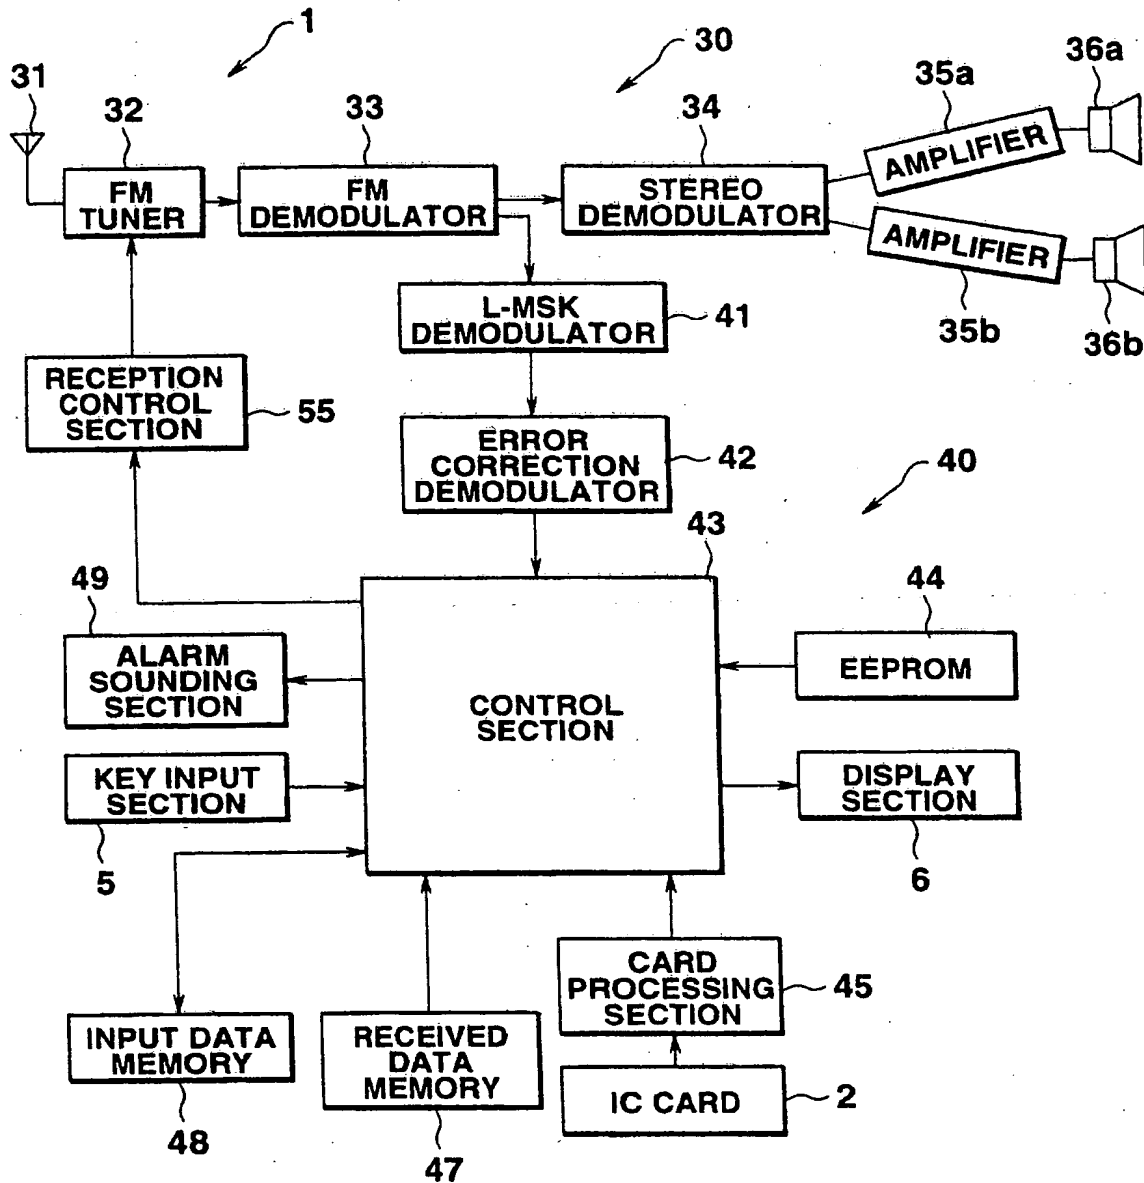 1
30
36a
31
35a
32
33
34
FM
TUNER
FM
DEMODULATOR
STEREO
DEMODULATOR
AMPLIFIER
AMPLIFIER
L-MSK
DEMODULATOR
41
35b
36b
RECEPTION
CONTROL
SECTION
55
ERROR
CORRECTION
DEMODULATOR
42
40
43
49
44
ALARM
SOUNDING
SECTION
EEPROM
CONTROL
SECTION
KEY INPUT
SECTION
DISPLAY
SECTION
5
6
CARD
PROCESSING
SECTION
45
INPUT DATA
MEMORY
RECEIVED
DATA
MEMORY
IC CARD
2
48
47